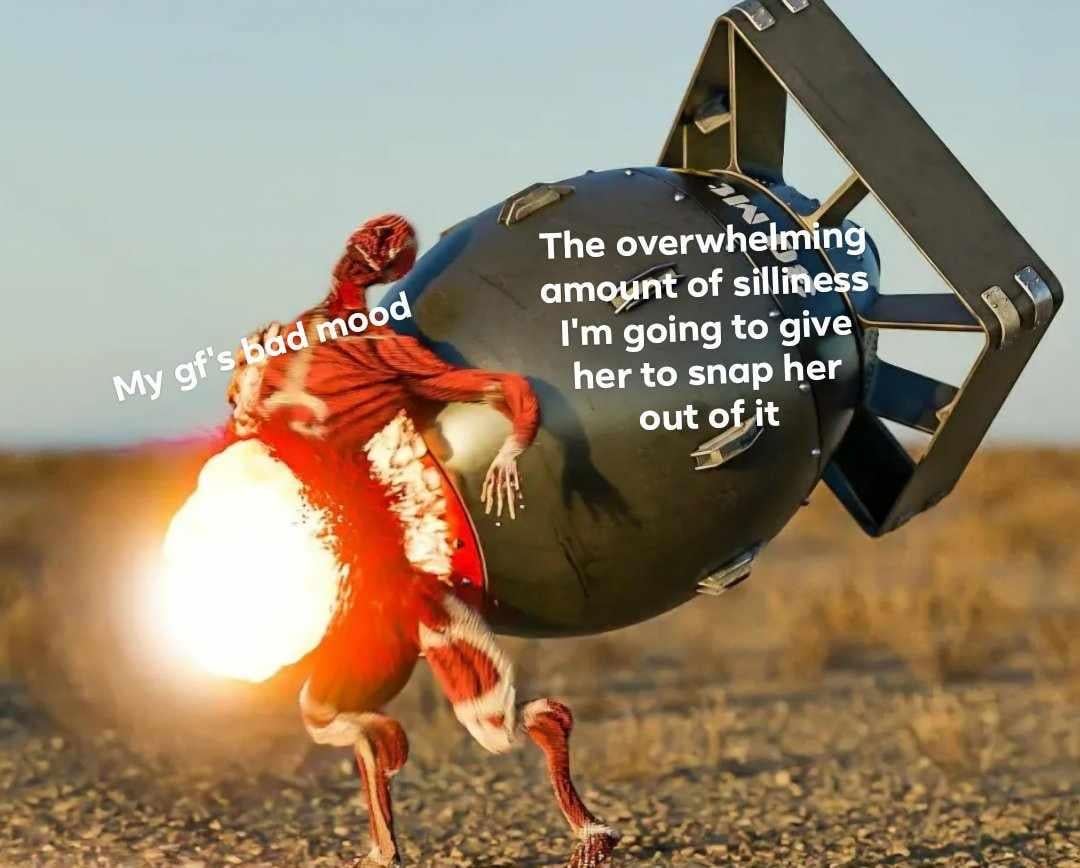 My gf's bad mood
The overwhelming
amount of silliness
I'm going to give
her to snap her
out of it